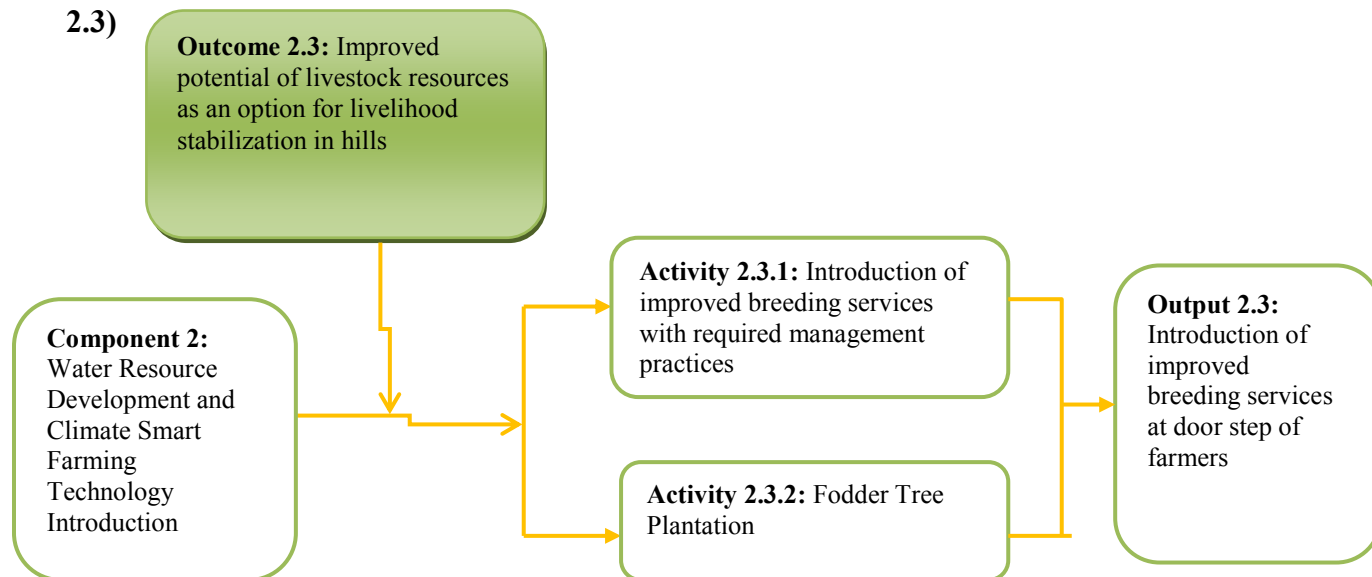 2.3)
Outcome 2.3: Improved
potential of livestock resources
as an option for livelihood
stabilization in hills
Component 2:
Water Resource
Development and
Climate Smart
Farming
Technology
Introduction
Activity 2.3.1: Introduction of
improved breeding services
with required management
practices
Activity 2.3.2: Fodder Tree
Plantation
Output 2.3:
Introduction of
improved
breeding services
at door step of
farmers